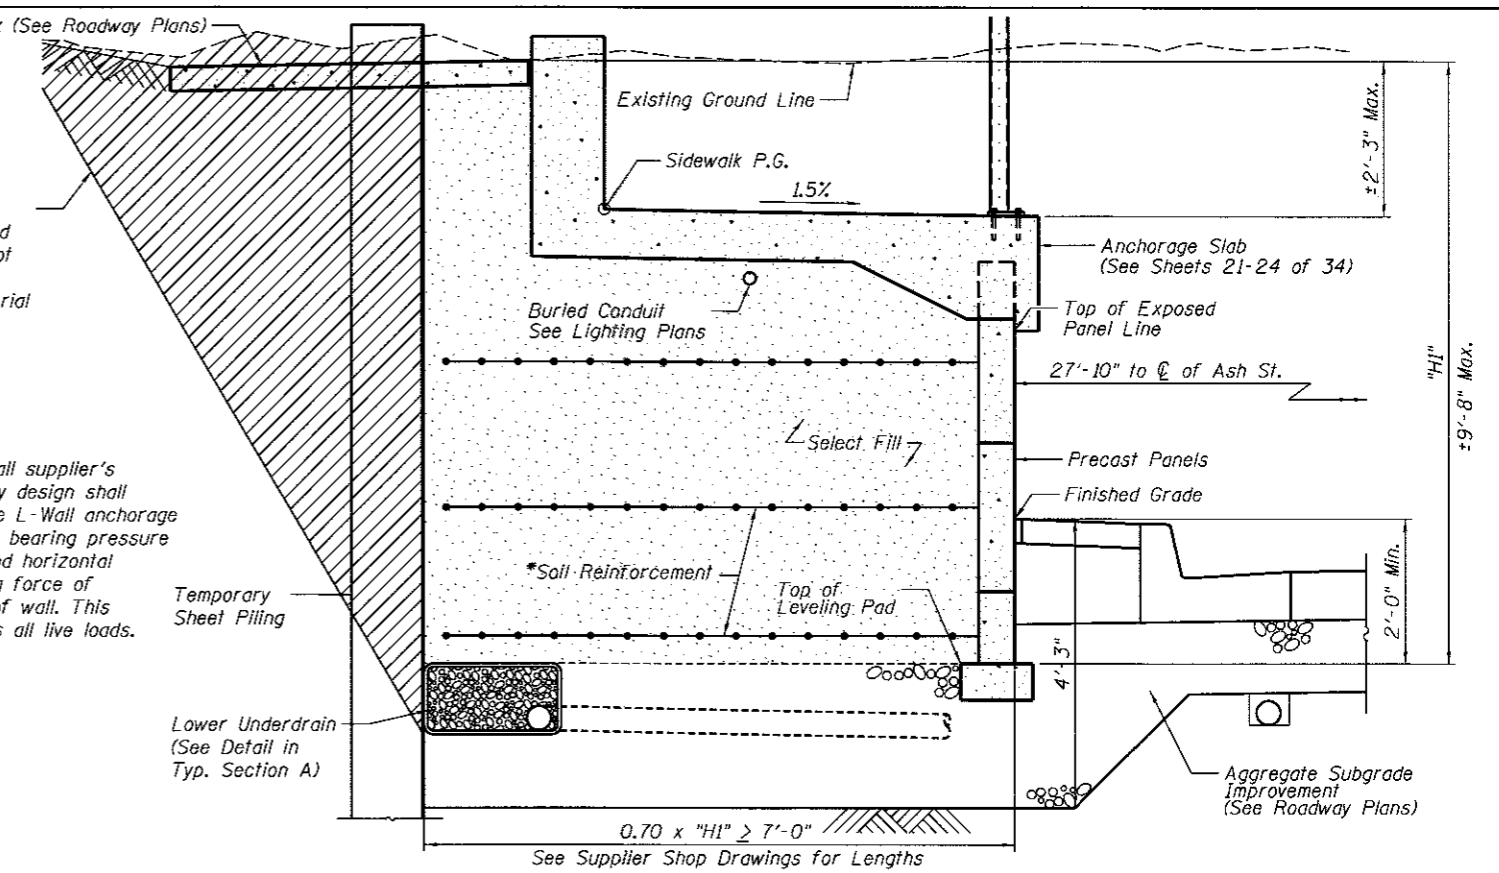 (See Roadway Plans)
Existing Ground Line
±2'-3" Max.
Sidewalk P.G.
1.5%
Anchorage Slab
(See Sheets 21-24 of 34)
Buried Conduit
See Lighting Plans
Top of Exposed
Panel Line
27'-10" to ℄ of Ash St.
"H1"
±9'-8" Max.
Select Fill
Precast Panels
Finished Grade
all supplier's
y design shall
e L-Wall anchorage
bearing pressure
d horizontal
g force of
of wall. This
s all live loads.
*Soil Reinforcement
Temporary
Sheet Piling
Top of
Leveling Pad
4'-3"
2'-0" Min.
Lower Underdrain
(See Detail in
Typ. Section A)
Aggregate Subgrade
Improvement
(See Roadway Plans)
0.70 x "H1" ≥ 7'-0"
See Supplier Shop Drawings for Lengths